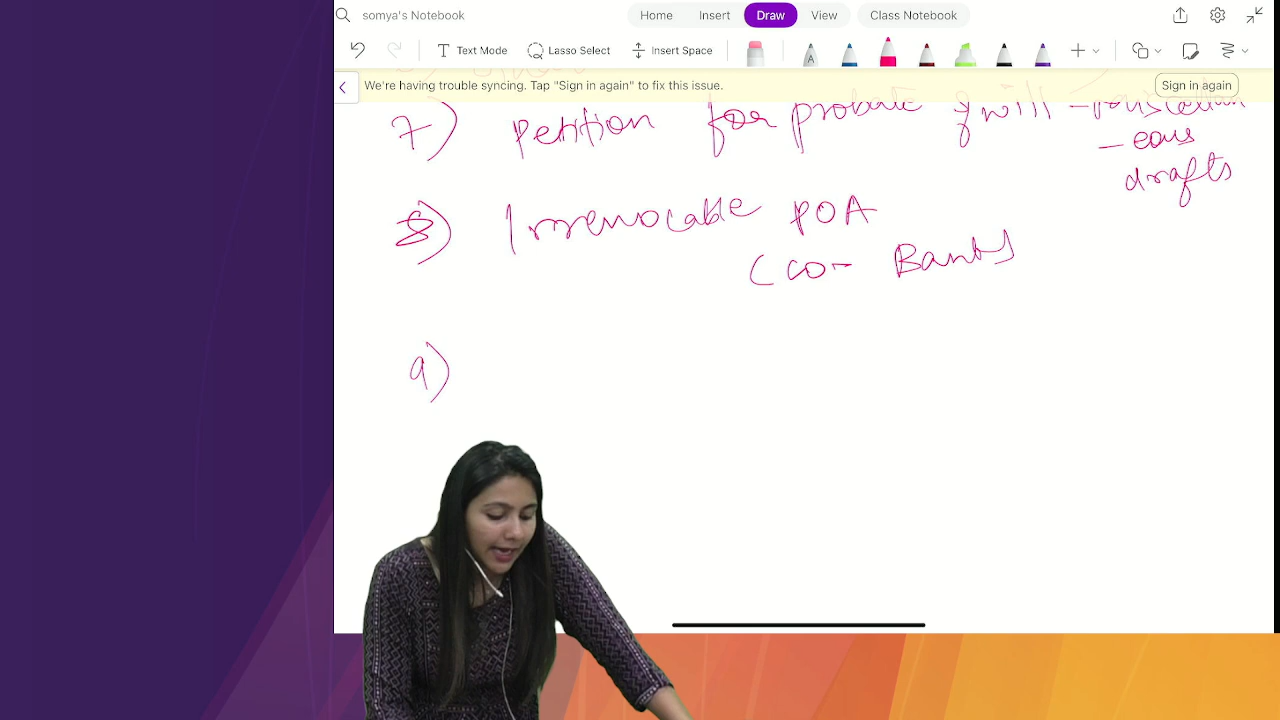 somya's Notebook
Home Insert Draw View Class Notebook
T Text Mode Lasso Select Insert Space A
We're having trouble syncing. Tap "Sign in again" to fix this issue. Sign in again
7) Petition for probate of will -
-
drafts
8) Irrevocable POA
(Co- Banks
9)